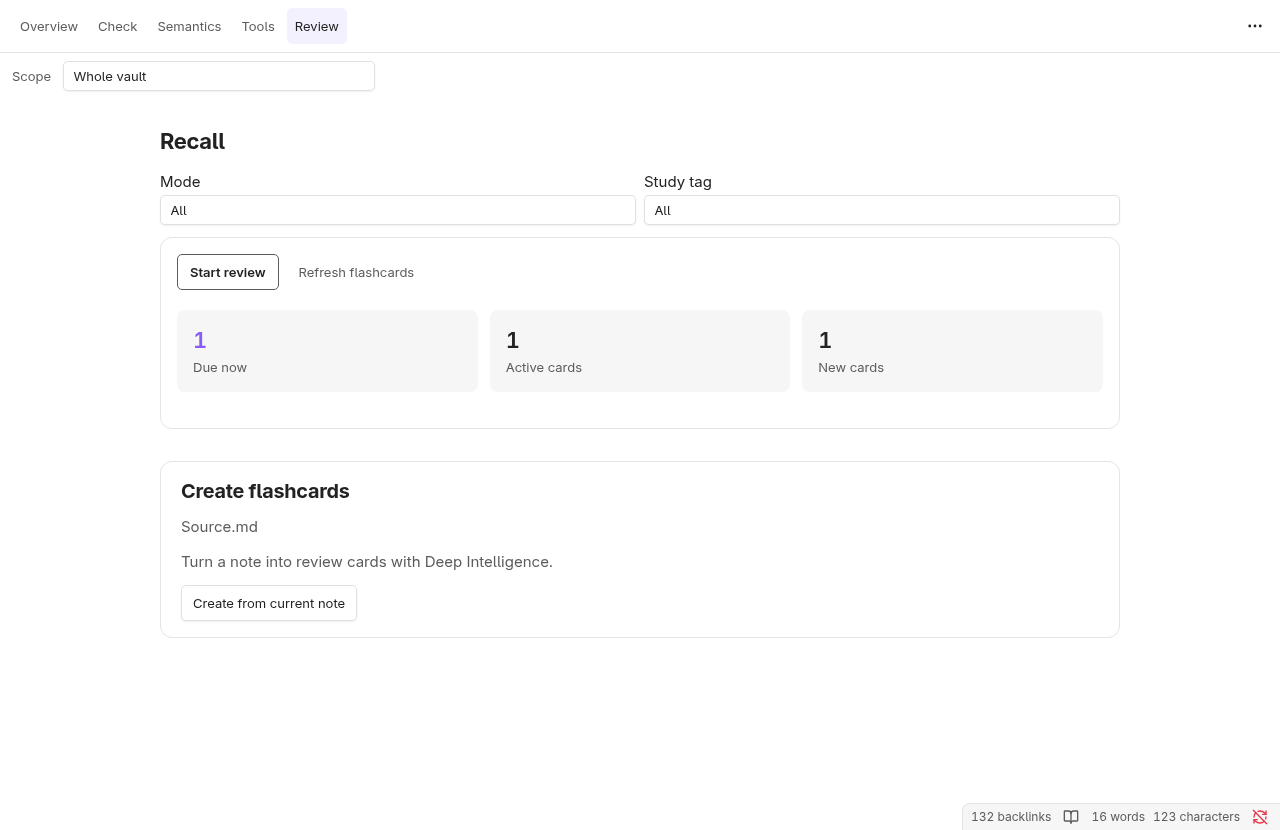 Overview Check Semantics Tools Review
Scope Whole vault
Recall
Mode Study tag
All All
Start review Refresh flashcards
1 1 1
Due now Active cards New cards
Create flashcards
Source.md
Turn a note into review cards with Deep Intelligence.
Create from current note
132 backlinks 16 words 123 characters